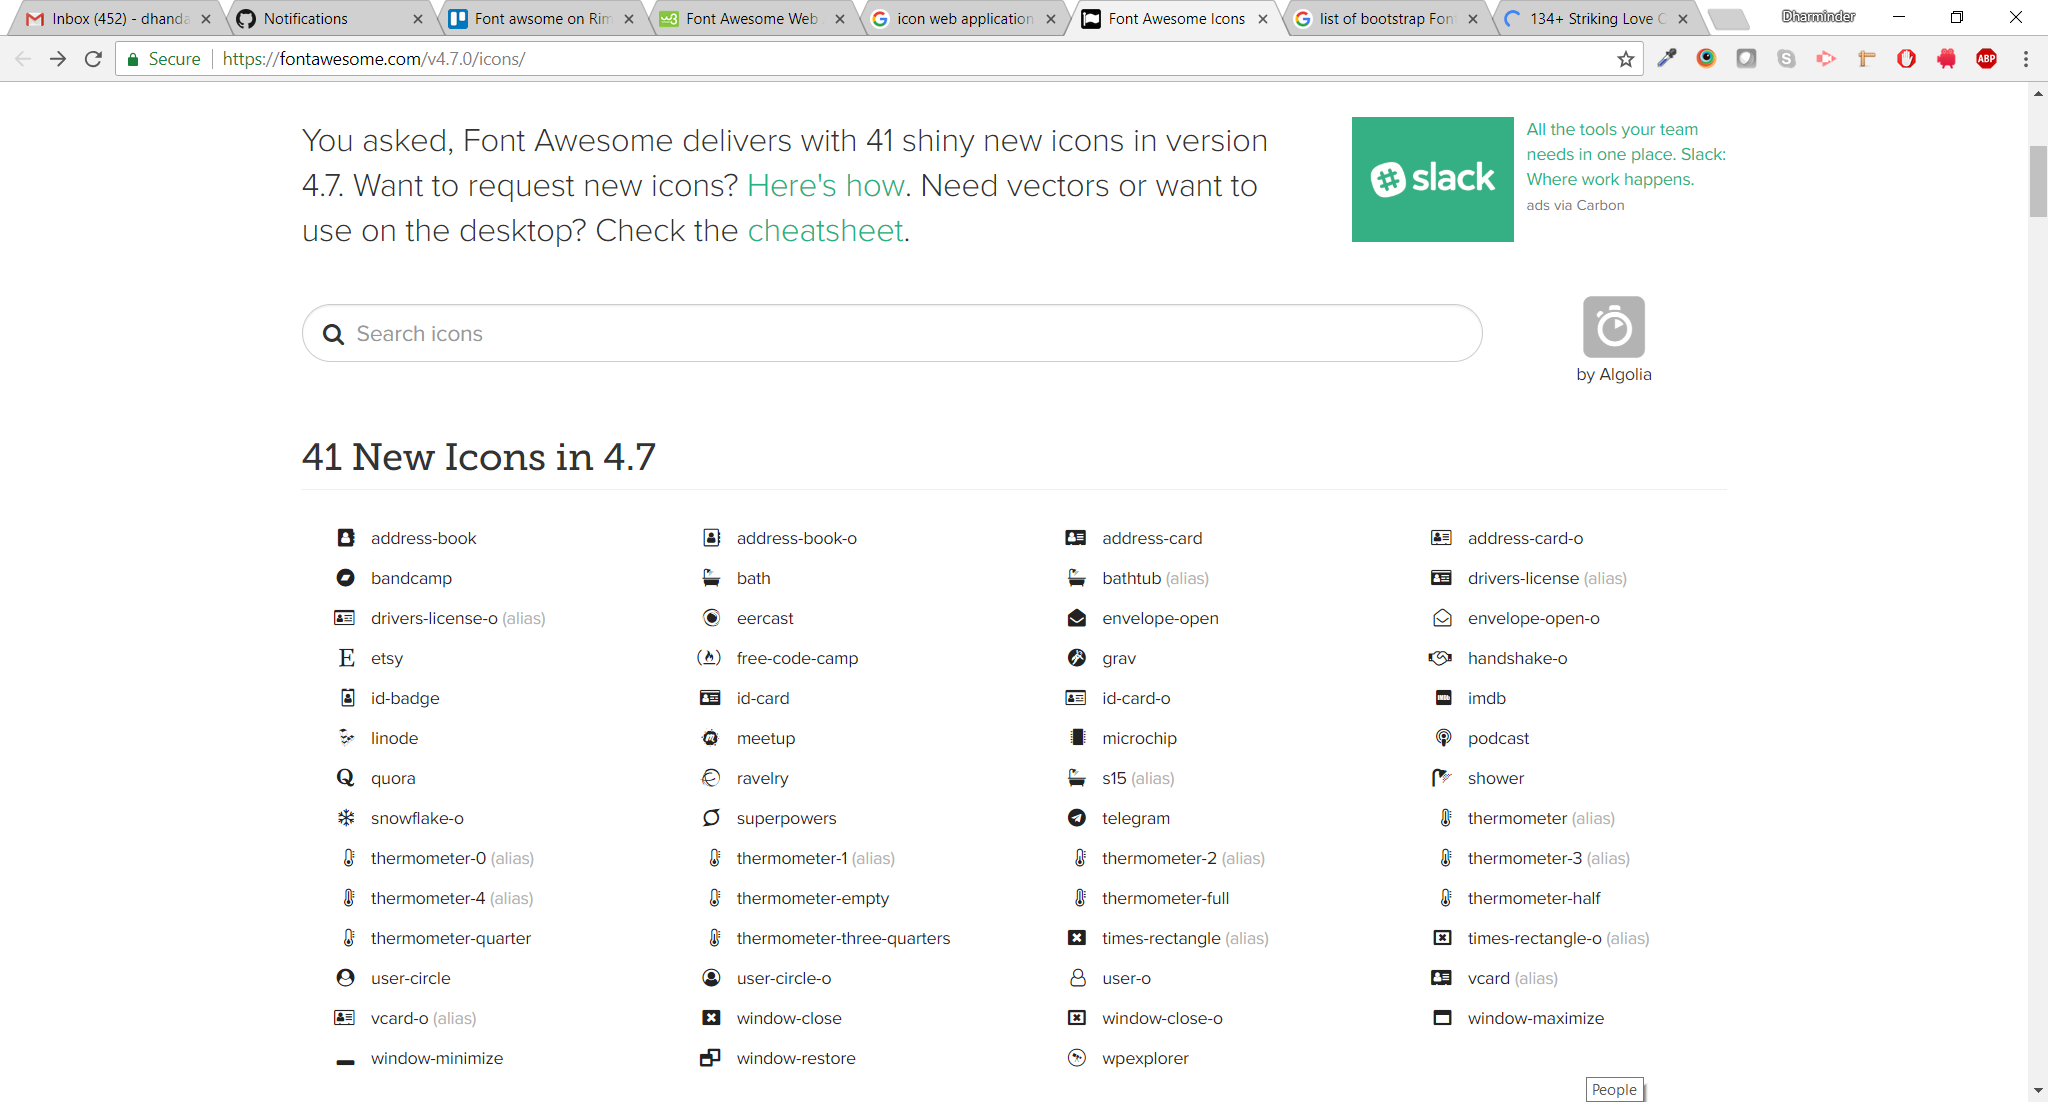 Inbox (452) - dhanda
Notifications
Font awsome on Rim
Font Awesome Web
icon web application
Font Awesome Icons
list of bootstrap Fon
134+ Striking Love C
Dharminder
Secure
https://fontawesome.com/v4.7.0/icons/
ABP
You asked, Font Awesome delivers with 41 shiny new icons in version
4.7. Want to request new icons? Here's how. Need vectors or want to
use on the desktop? Check the cheatsheet.
slack
All the tools your team
needs in one place. Slack:
Where work happens.
ads via Carbon
Search icons
by Algolia
41 New Icons in 4.7
address-book address-book-o address-card address-card-o
bandcamp bath bathtub (alias) drivers-license (alias)
drivers-license-o (alias) eercast envelope-open envelope-open-o
etsy free-code-camp grav handshake-o
id-badge id-card id-card-o imdb
linode meetup microchip podcast
quora ravelry s15 (alias) shower
snowflake-o superpowers telegram thermometer (alias)
thermometer-0 (alias) thermometer-1 (alias) thermometer-2 (alias) thermometer-3 (alias)
thermometer-4 (alias) thermometer-empty thermometer-full thermometer-half
thermometer-quarter thermometer-three-quarters times-rectangle (alias) times-rectangle-o (alias)
user-circle user-circle-o user-o vcard (alias)
vcard-o (alias) window-close window-close-o window-maximize
window-minimize window-restore wpexplorer
People